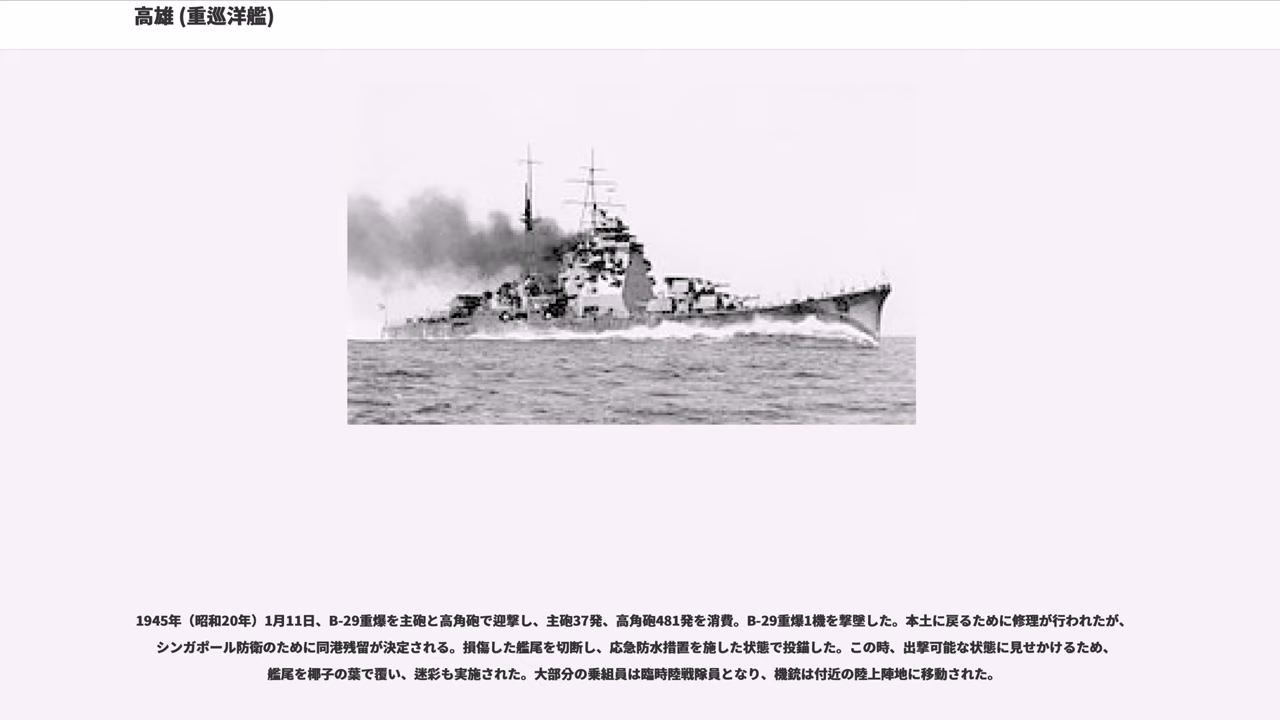 高雄 (重巡洋艦)
1945年（昭和20年）1月11日、B-29重爆を主砲と高角砲で迎撃し、主砲37発、高角砲481発を消費。B-29重爆1機を撃墜した。本土に戻るために修理が行われたが、
シンガポール防衛のために同港残留が決定される。損傷した艦尾を切断し、応急防水措置を施した状態で投錨した。この時、出撃可能な状態に見せかけるため、
艦尾を椰子の葉で覆い、迷彩も実施された。大部分の乗組員は臨時陸戦隊員となり、機銃は付近の陸上陣地に移動された。